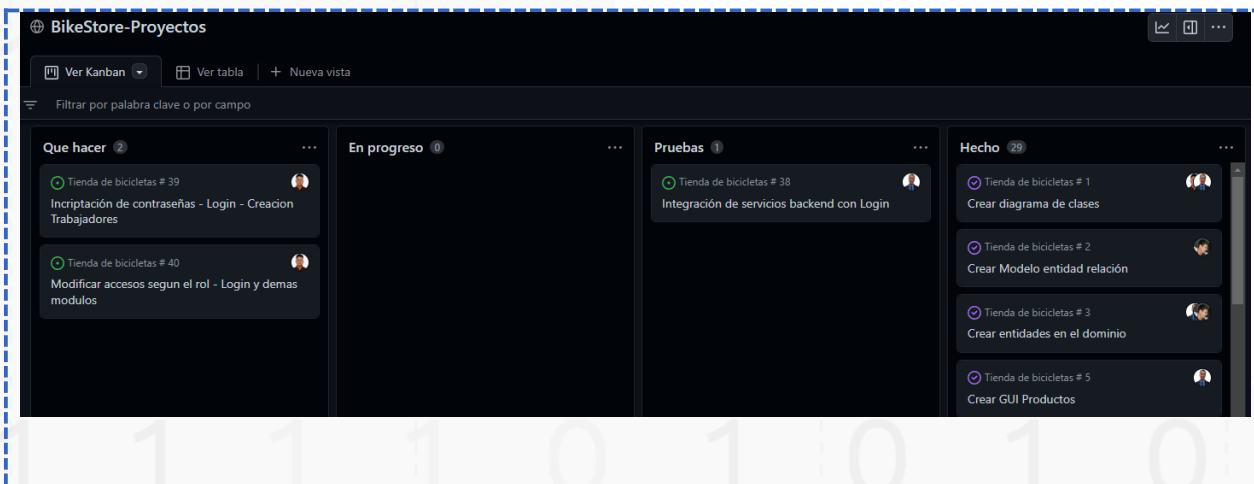 BikeStore-Proyectos
Ver Kanban
Ver tabla
+ Nueva vista
Filtrar por palabra clave o por campo
Que hacer 2
Tienda de bicicletas # 39
Incriptación de contraseñas - Login - Creacion
Trabajadores
Tienda de bicicletas # 40
Modificar accesos segun el rol - Login y demas
modulos
En progreso 0
Pruebas 1
Tienda de bicicletas # 38
Integración de servicios backend con Login
Hecho 29
Tienda de bicicletas # 1
Crear diagrama de clases
Tienda de bicicletas # 2
Crear Modelo entidad relación
Tienda de bicicletas # 3
Crear entidades en el dominio
Tienda de bicicletas # 5
Crear GUI Productos
1 1 1 1 0 1 0 1 0